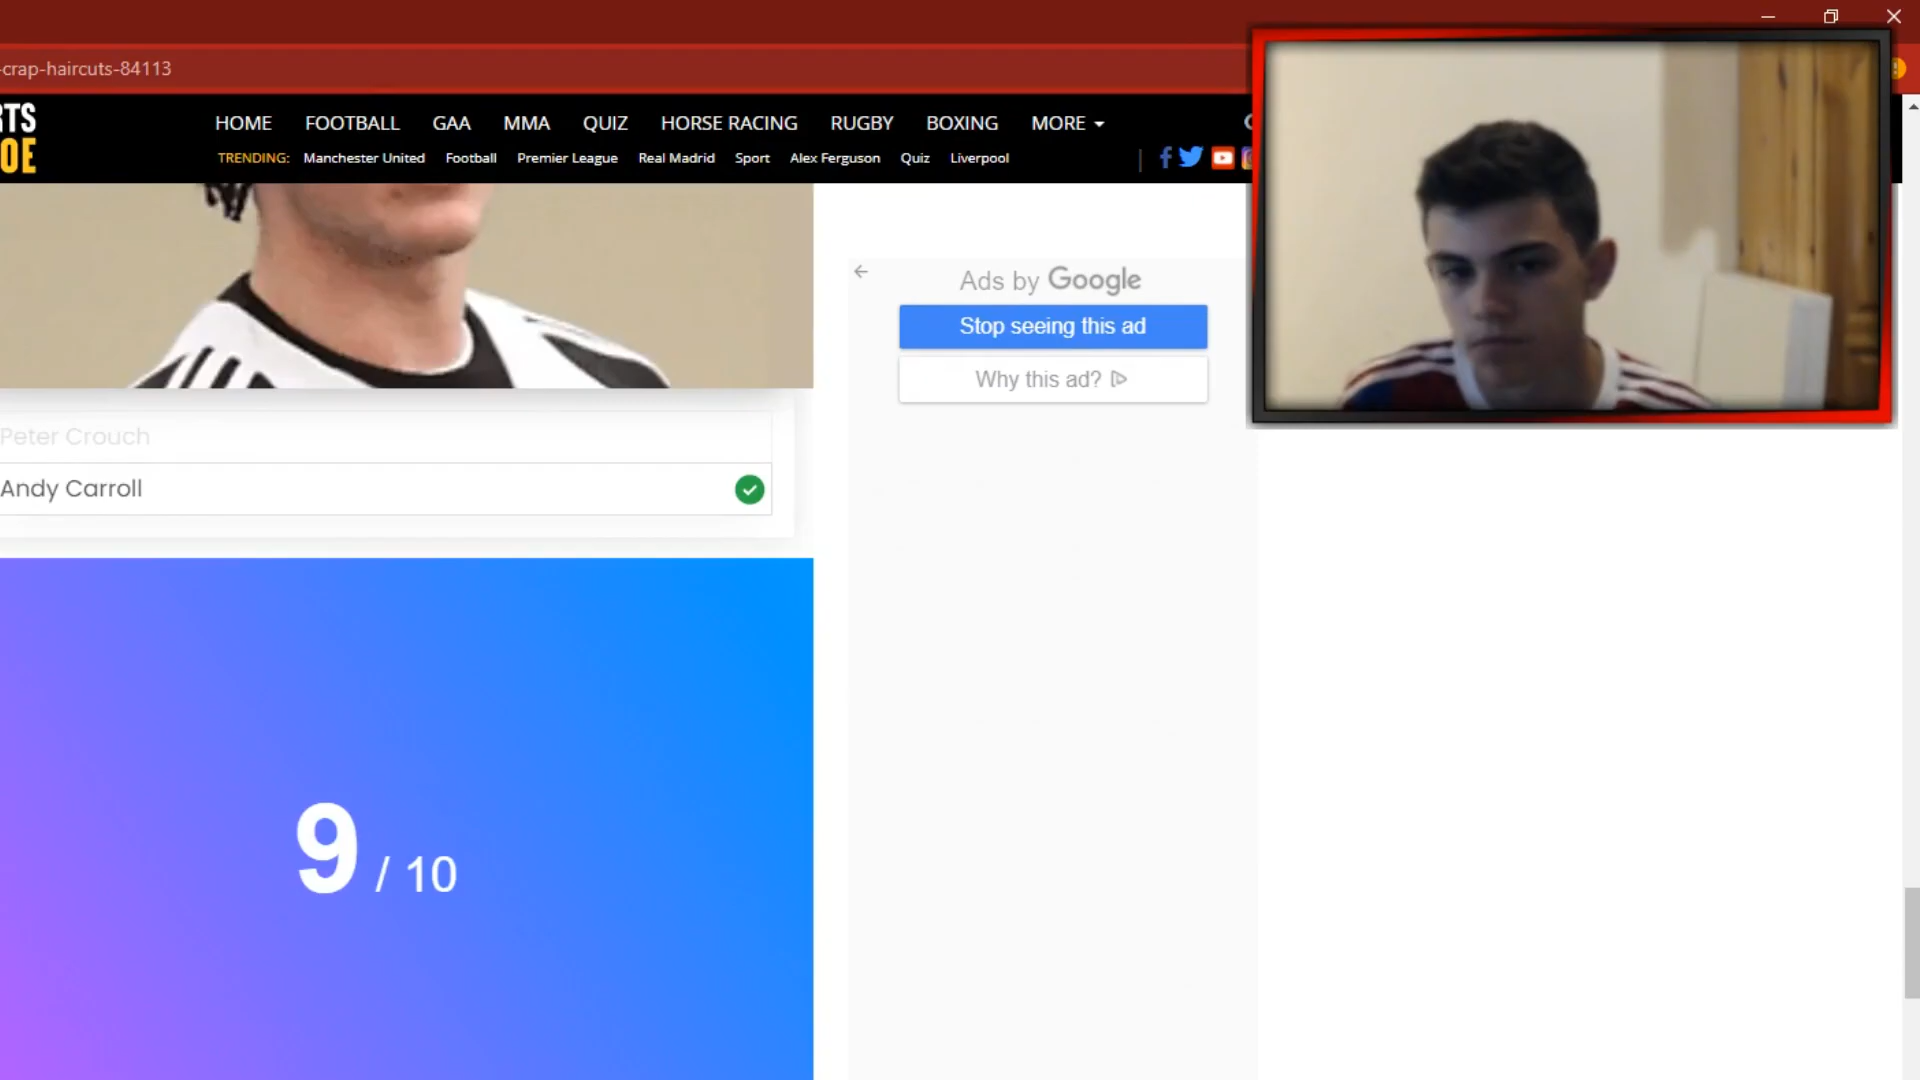 -crap-haircuts-84113
RTS
OE
HOME FOOTBALL GAA MMA QUIZ HORSE RACING RUGBY BOXING MORE
TRENDING: Manchester United Football Premier League Real Madrid Sport Alex Ferguson Quiz Liverpool
Ads by Google
Stop seeing this ad
Why this ad?
Peter Crouch
Andy Carroll
9 / 10